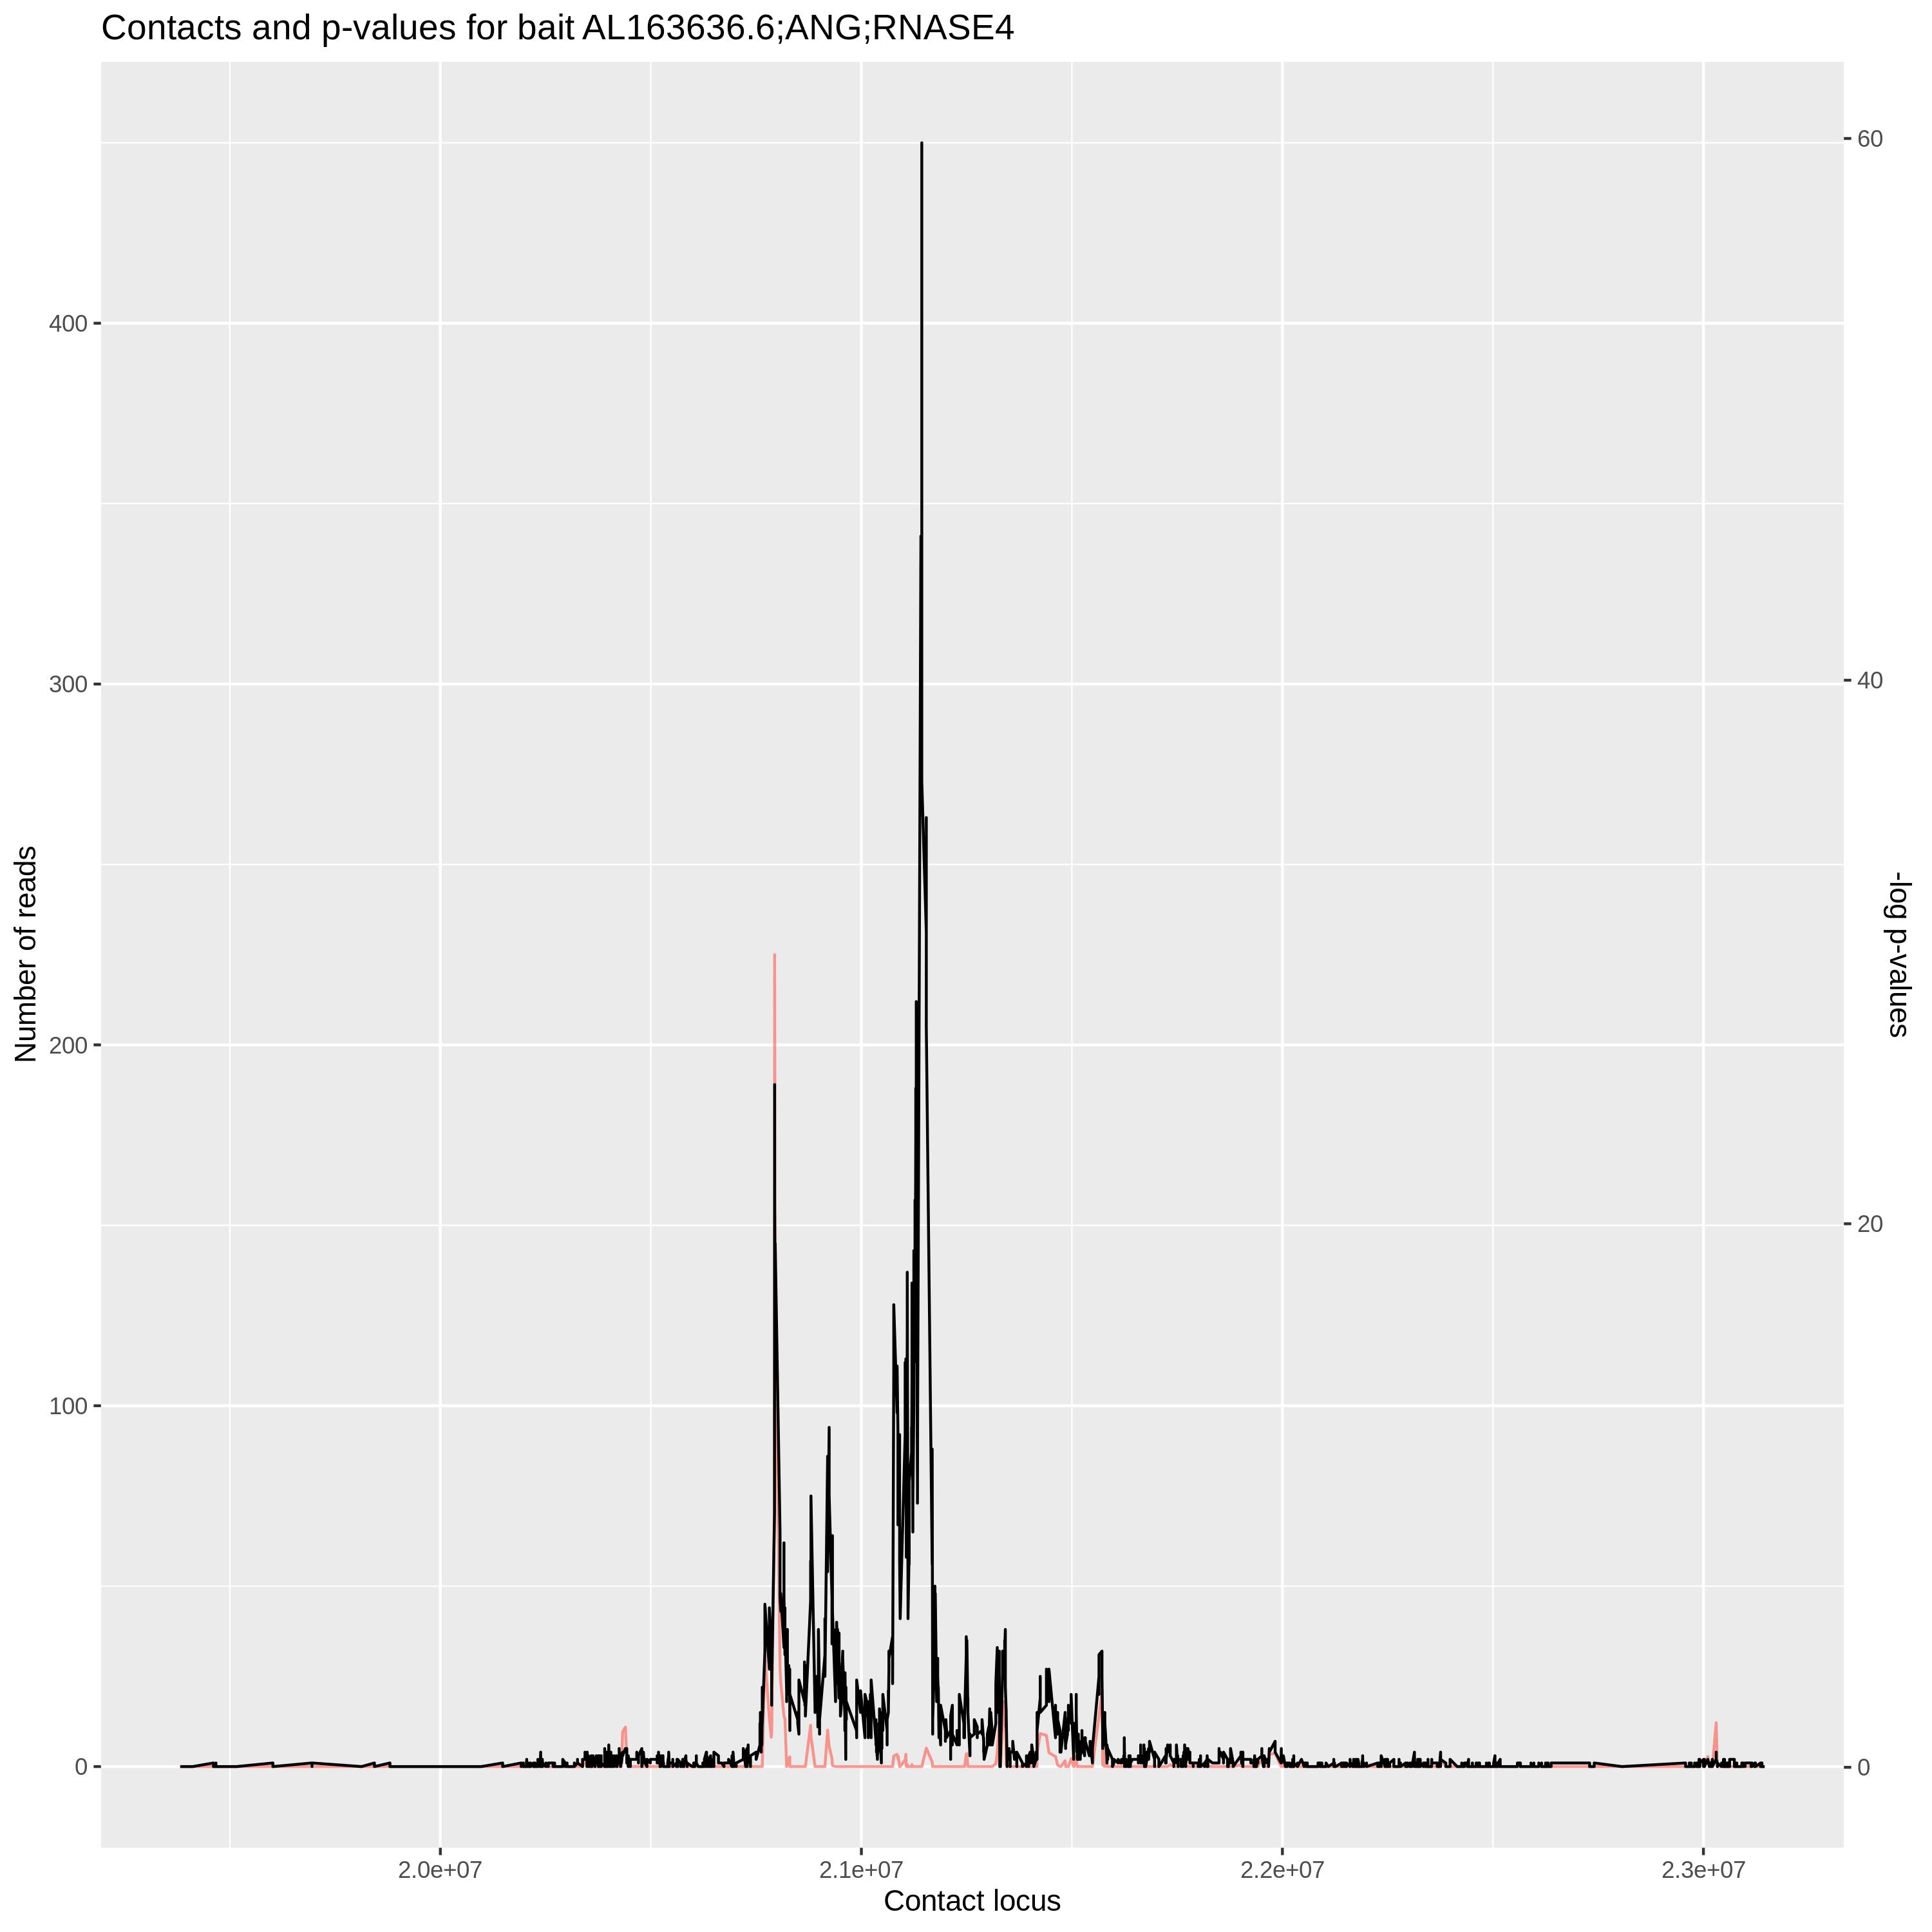 Contacts and p-values for bait AL163636.6;ANG;RNASE4
Number of reads
400
300
200
100
0
60
40
20
0
-log p-values
2.0e+07
2.1e+07
2.2e+07
2.3e+07
Contact locus